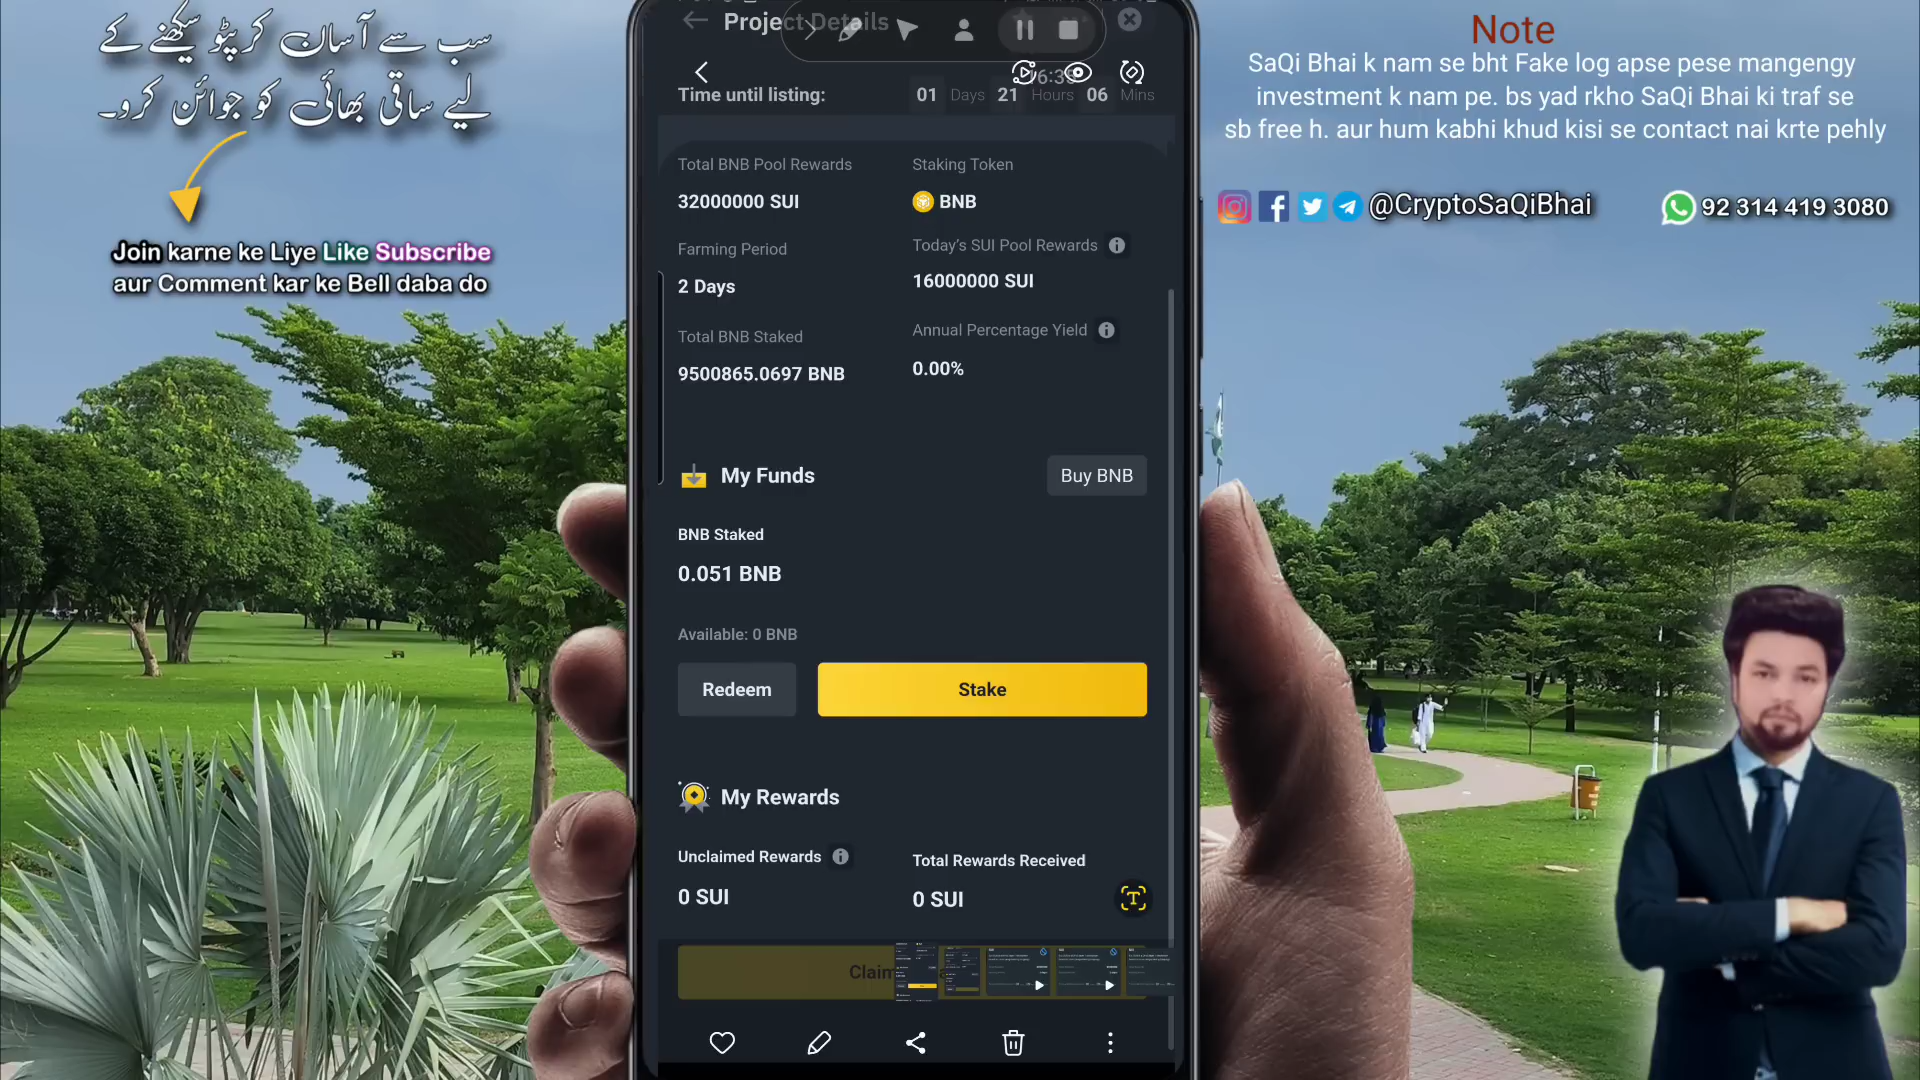 سب سے آسان کرپٹو سیکھنے کے
لیے ساقی بھائی کو جوائن کرو۔
Join karne ke Liye Like Subscribe
aur Comment kar ke Bell daba do
Project Details
Time until listing: 01 Days 21 Hours 06 Mins
Total BNB Pool Rewards
32000000 SUI
Staking Token
BNB
Farming Period
2 Days
Today's SUI Pool Rewards
16000000 SUI
Total BNB Staked
9500865.0697 BNB
Annual Percentage Yield
0.00%
My Funds
Buy BNB
BNB Staked
0.051 BNB
Available: 0 BNB
Redeem
Stake
My Rewards
Unclaimed Rewards
0 SUI
Total Rewards Received
0 SUI
Note
SaQi Bhai k nam se bht Fake log apse pese mangengy
investment k nam pe. bs yad rkho SaQi Bhai ki traf se
sb free h. aur hum kabhi khud kisi se contact nai krte pehly
@CryptoSaQiBhai
92 314 419 3080